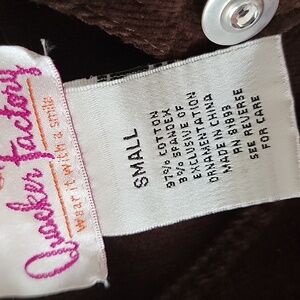 Quacker Factory
Wear it with a smile
SMALL
97% COTTON
3% SPANDEX
EXCLUSIVE OF
ORNAMENTATION
MADE IN CHINA
RN 81893
SEE REVERSE
FOR CARE